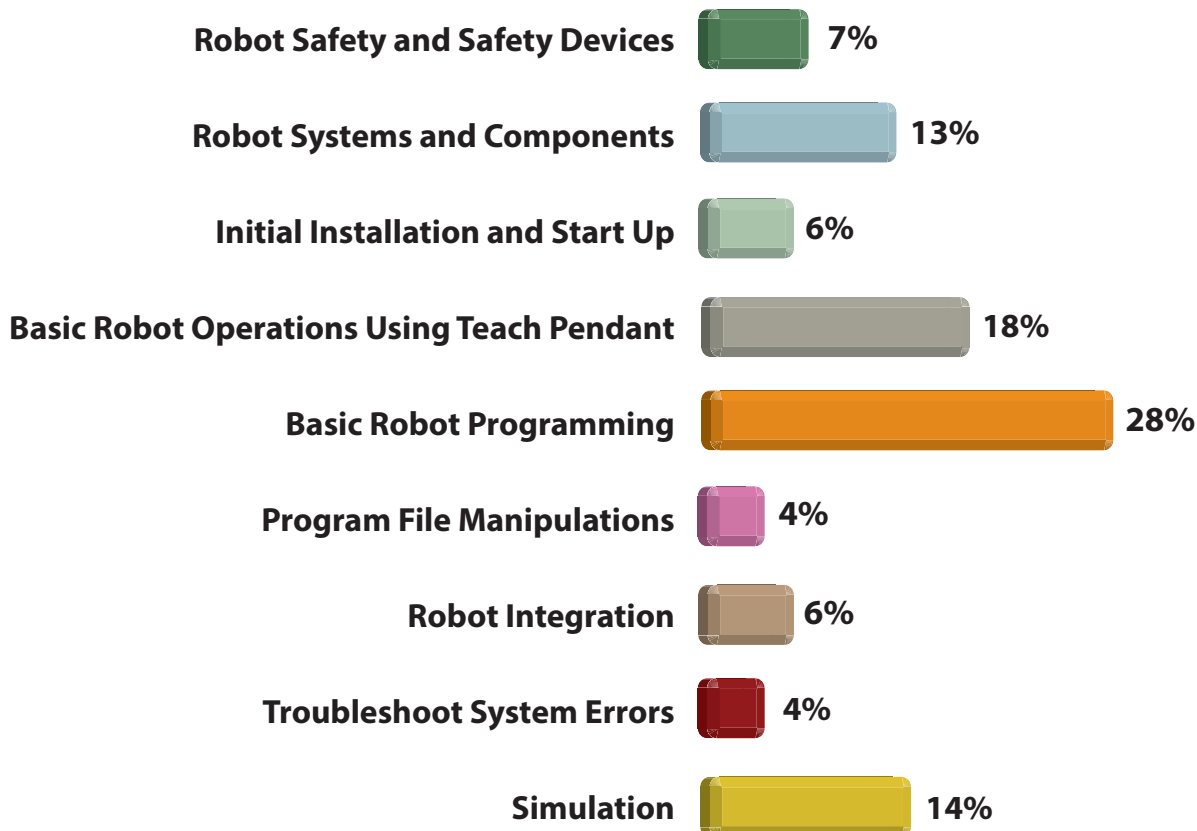 Robot Safety and Safety Devices 7%
Robot Systems and Components 13%
Initial Installation and Start Up 6%
Basic Robot Operations Using Teach Pendant 18%
Basic Robot Programming 28%
Program File Manipulations 4%
Robot Integration 6%
Troubleshoot System Errors 4%
Simulation 14%